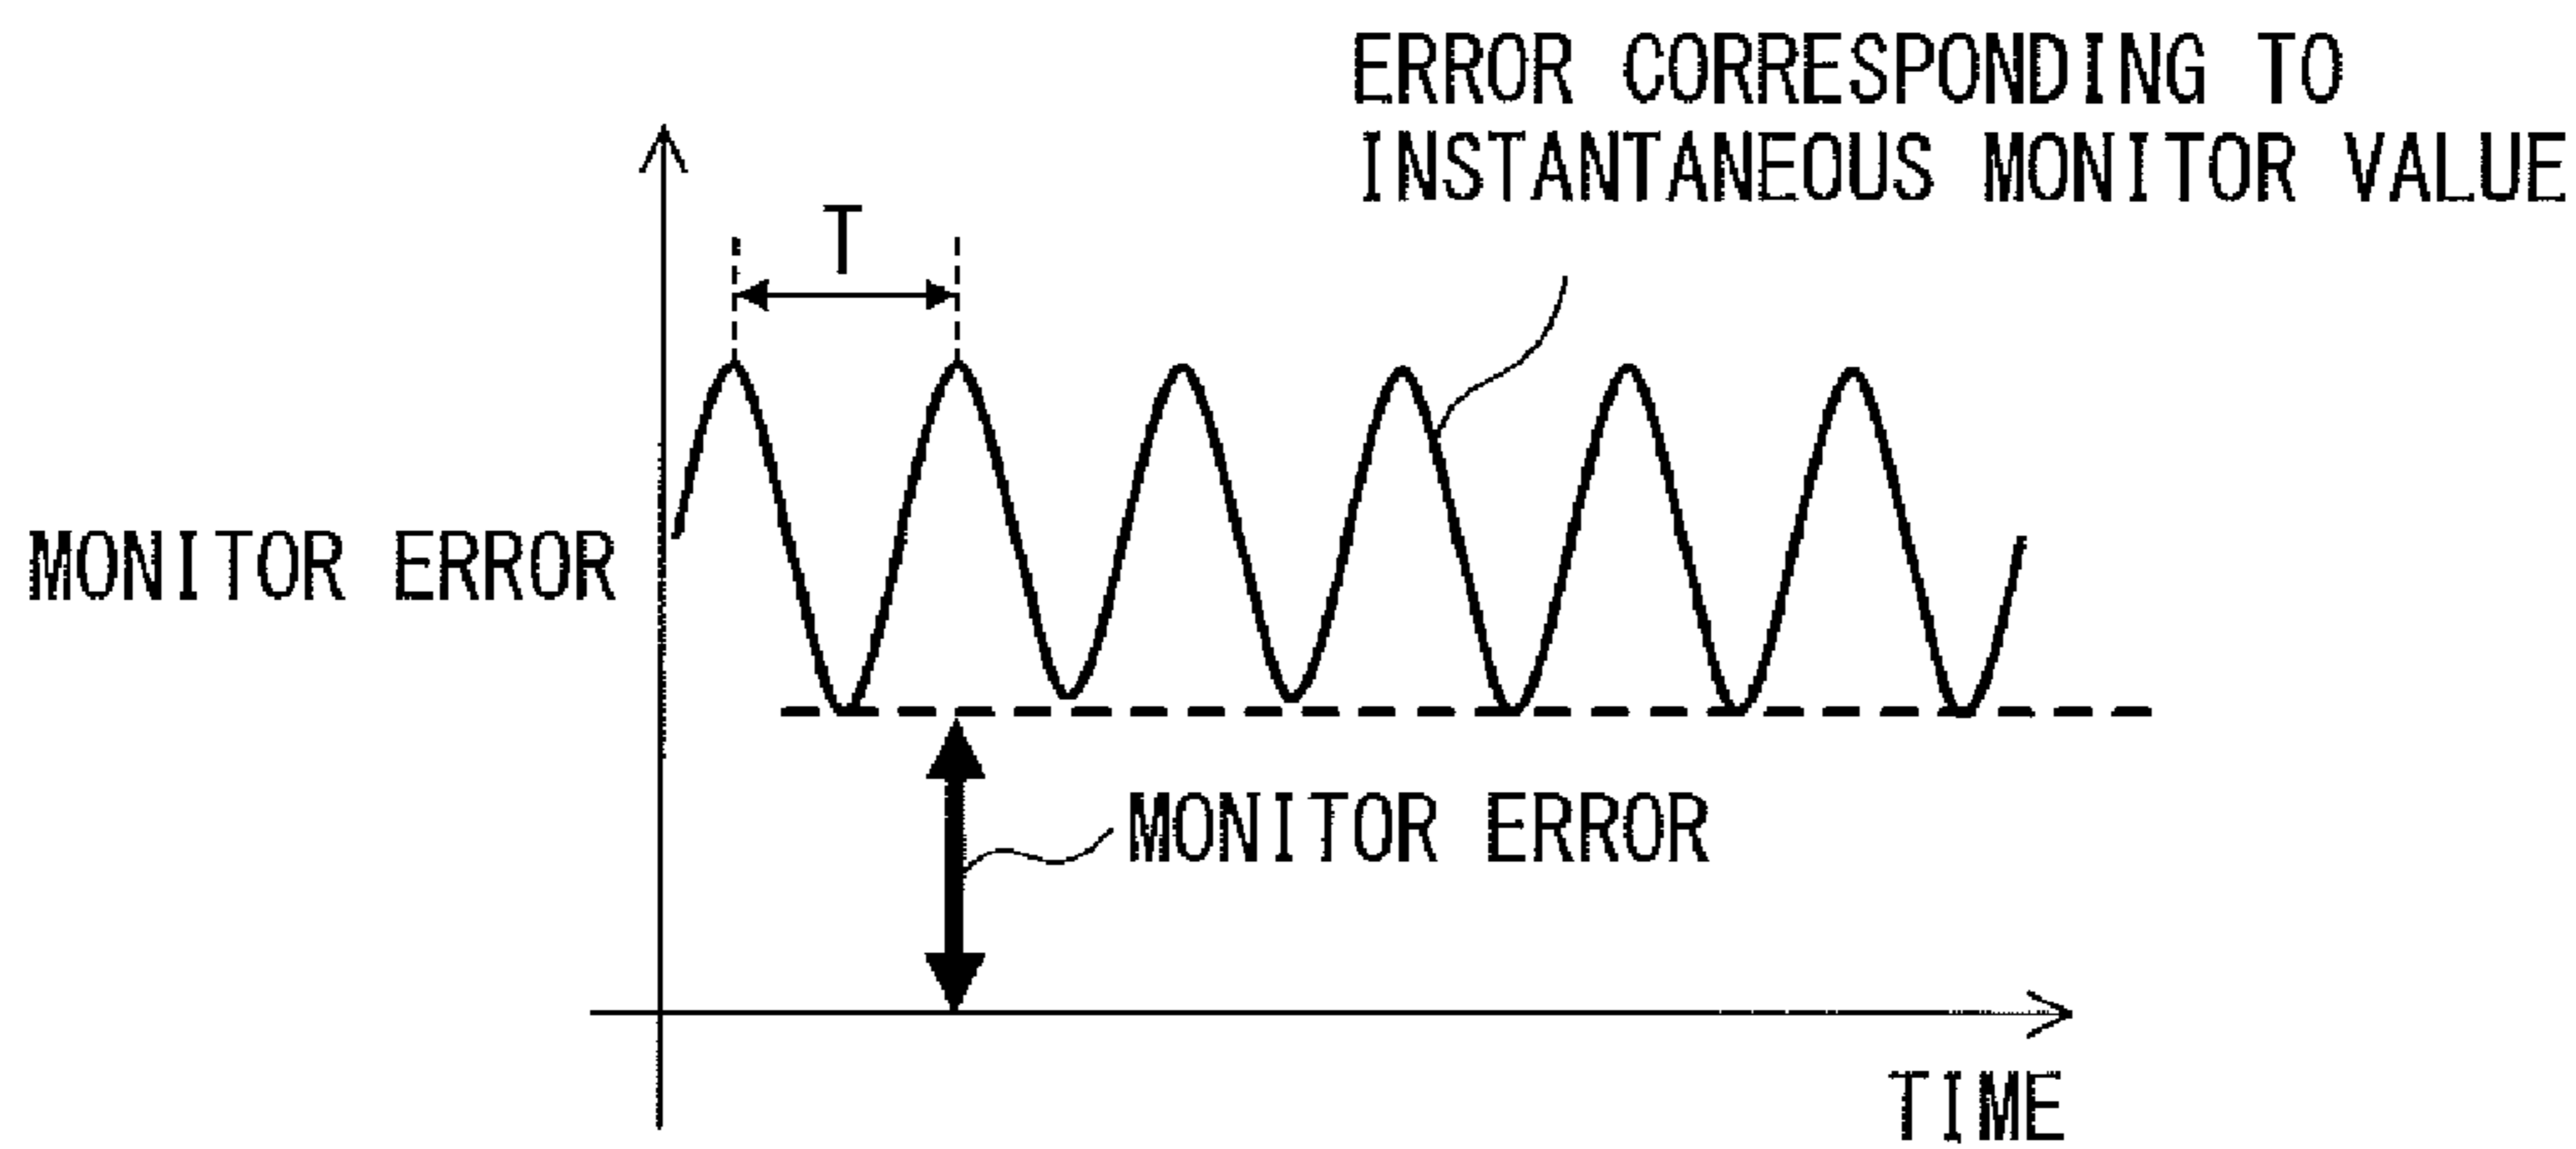 ERROR CORRESPONDING TO
INSTANTANEOUS MONITOR VALUE
T
MONITOR ERROR
MONITOR ERROR
TIME